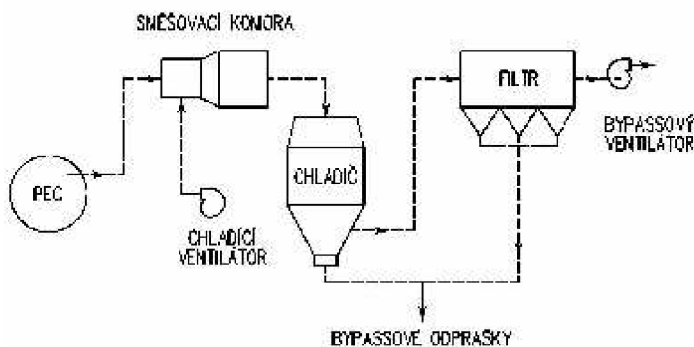 SMĚŠOVACÍ KOMORA
FILTR
BYPASSOVÝ
VENTILÁTOR
PEC
CHLADIČ
CHLADÍCÍ
VENTILÁTOR
BYPASSOVÉ ODPRAŠKY